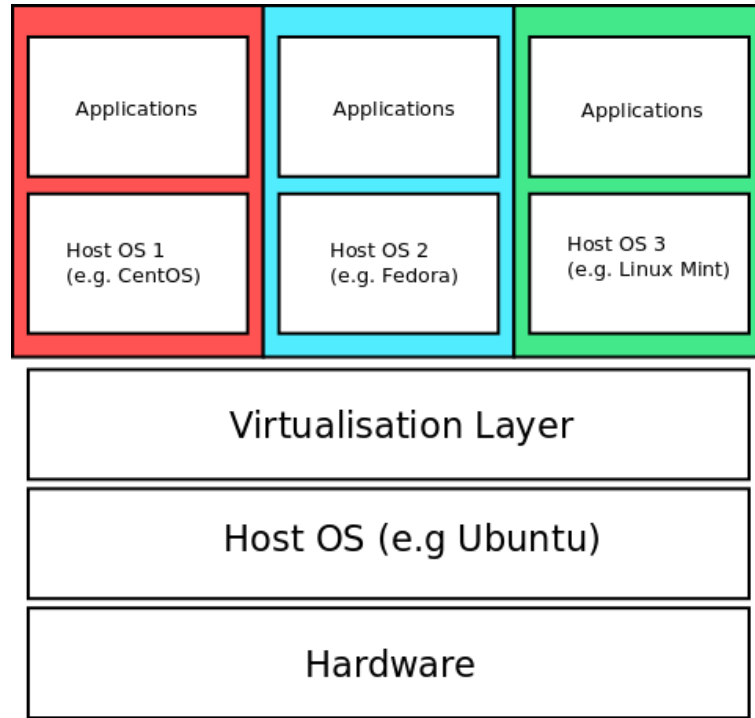 Applications
Applications
Applications
Host OS 1
(e.g. CentOS)
Host OS 2
(e.g. Fedora)
Host OS 3
(e.g. Linux Mint)
Virtualisation Layer
Host OS (e.g Ubuntu)
Hardware